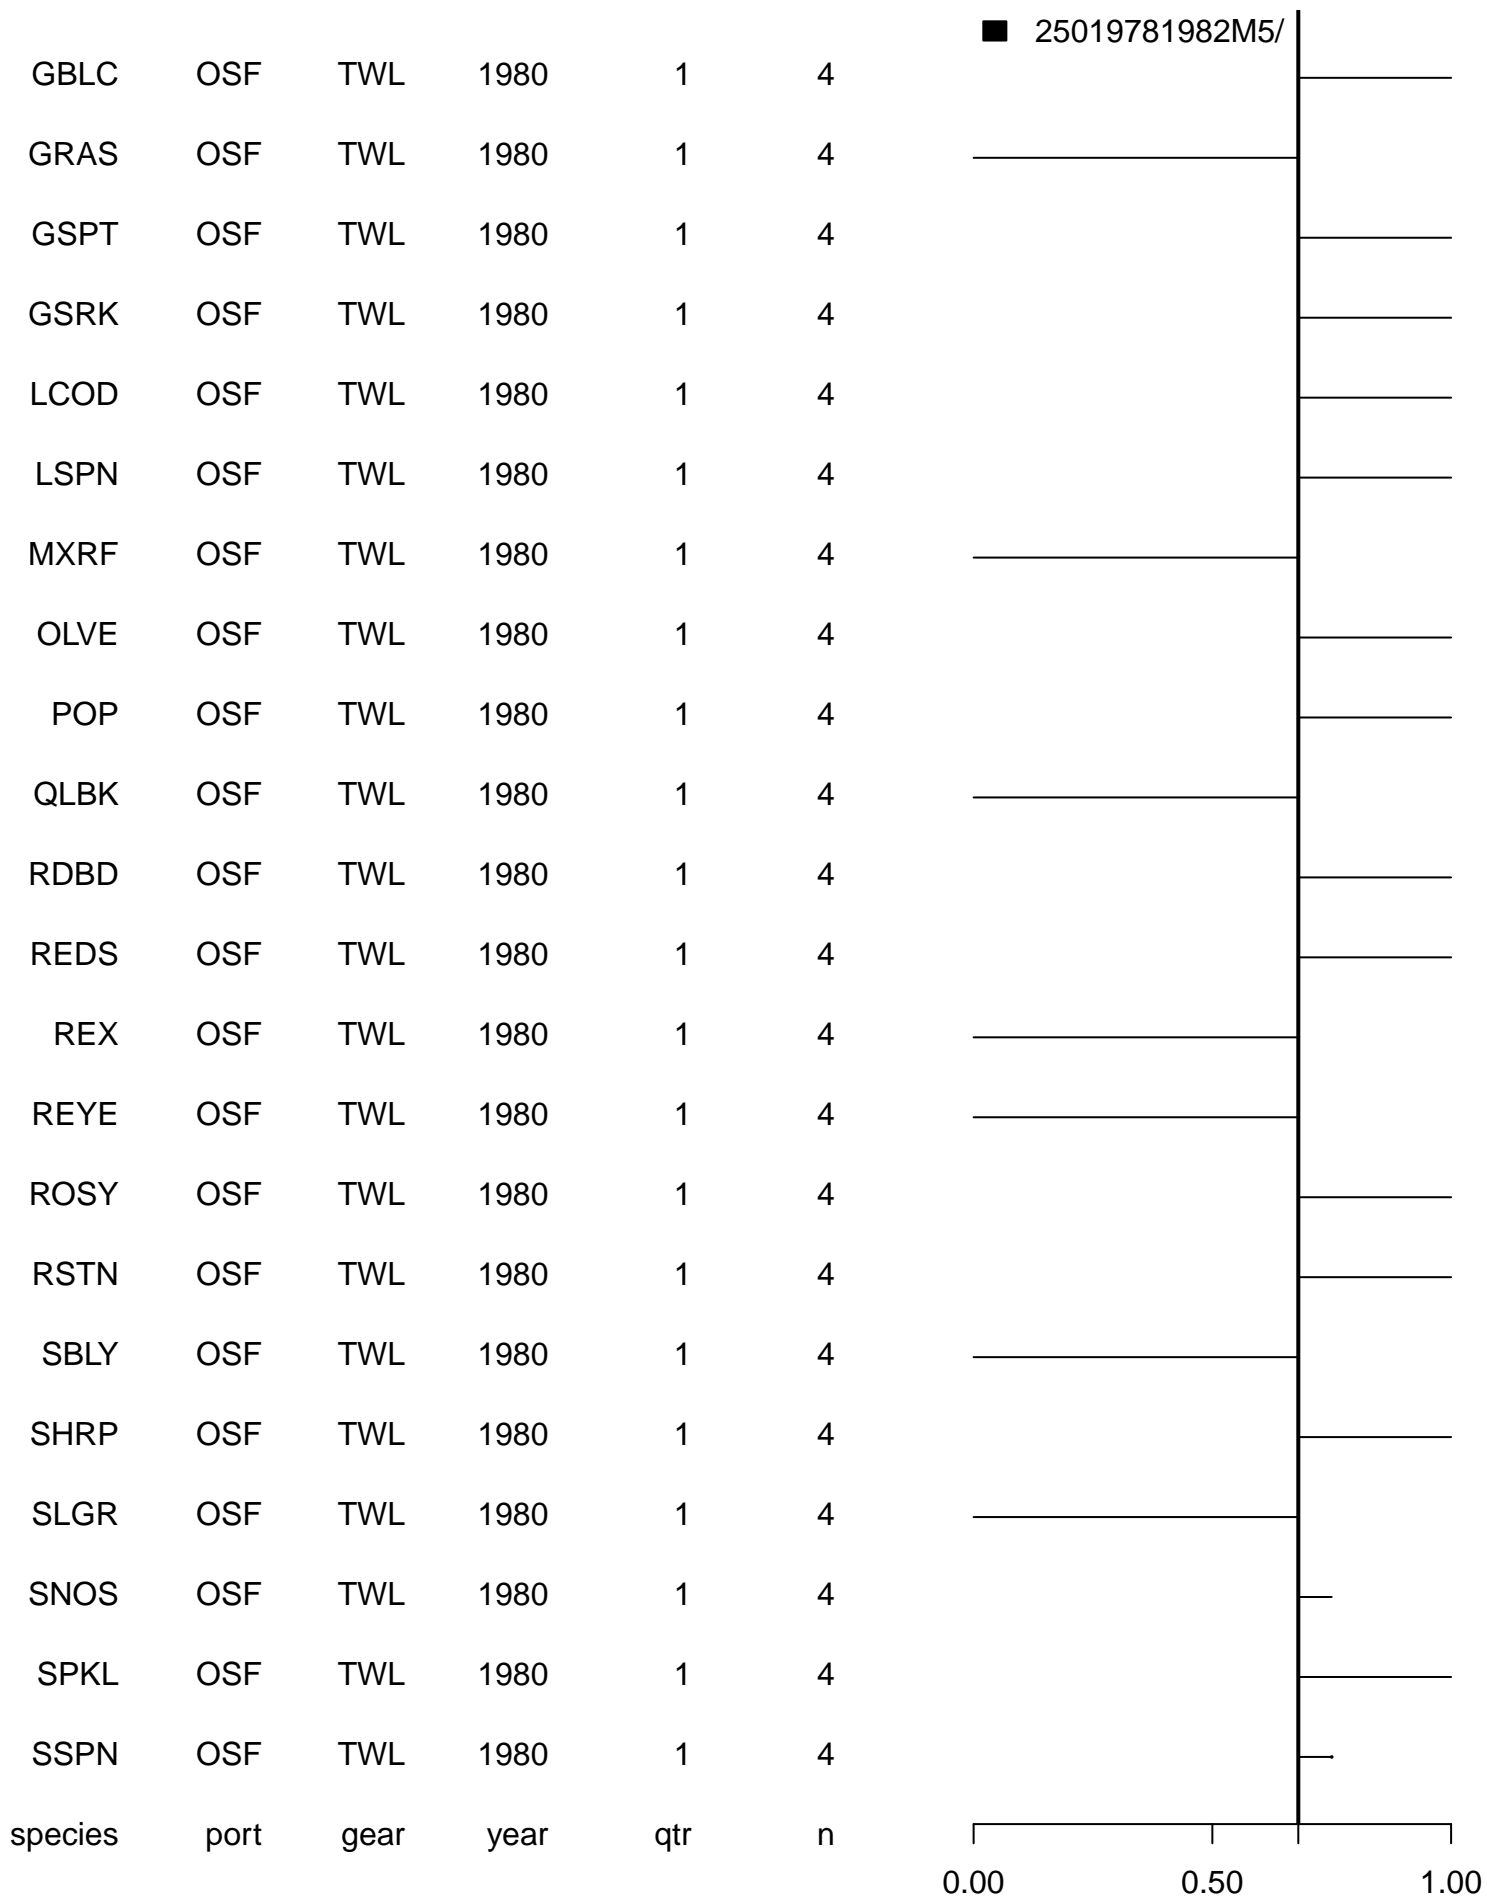 25019781982M5/
GBLC OSF TWL 1980 1 4
GRAS OSF TWL 1980 1 4
GSPT OSF TWL 1980 1 4
GSRK OSF TWL 1980 1 4
LCOD OSF TWL 1980 1 4
LSPN OSF TWL 1980 1 4
MXRF OSF TWL 1980 1 4
OLVE OSF TWL 1980 1 4
POP OSF TWL 1980 1 4
QLBK OSF TWL 1980 1 4
RDBD OSF TWL 1980 1 4
REDS OSF TWL 1980 1 4
REX OSF TWL 1980 1 4
REYE OSF TWL 1980 1 4
ROSY OSF TWL 1980 1 4
RSTN OSF TWL 1980 1 4
SBLY OSF TWL 1980 1 4
SHRP OSF TWL 1980 1 4
SLGR OSF TWL 1980 1 4
SNOS OSF TWL 1980 1 4
SPKL OSF TWL 1980 1 4
SSPN OSF TWL 1980 1 4
species port gear year qtr n
0.00 0.50 1.00